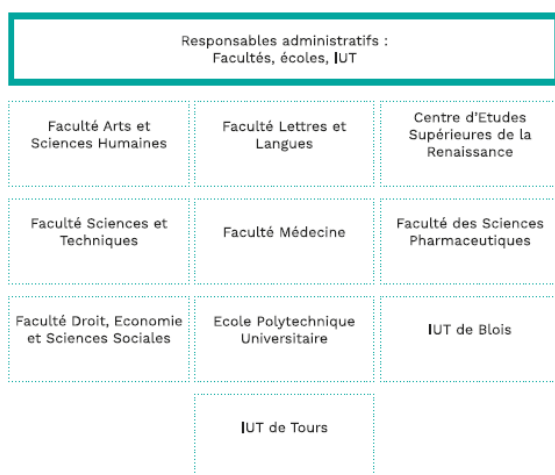 Responsables administratifs :
Facultés, écoles, IUT
Faculté Arts et
Sciences Humaines
Faculté Lettres et
Langues
Centre d'Etudes
Supérieures de la
Renaissance
Faculté Sciences et
Techniques
Faculté Médecine
Faculté des Sciences
Pharmaceutiques
Faculté Droit, Economie
et Sciences Sociales
Ecole Polytechnique
Universitaire
IUT de Blois
IUT de Tours